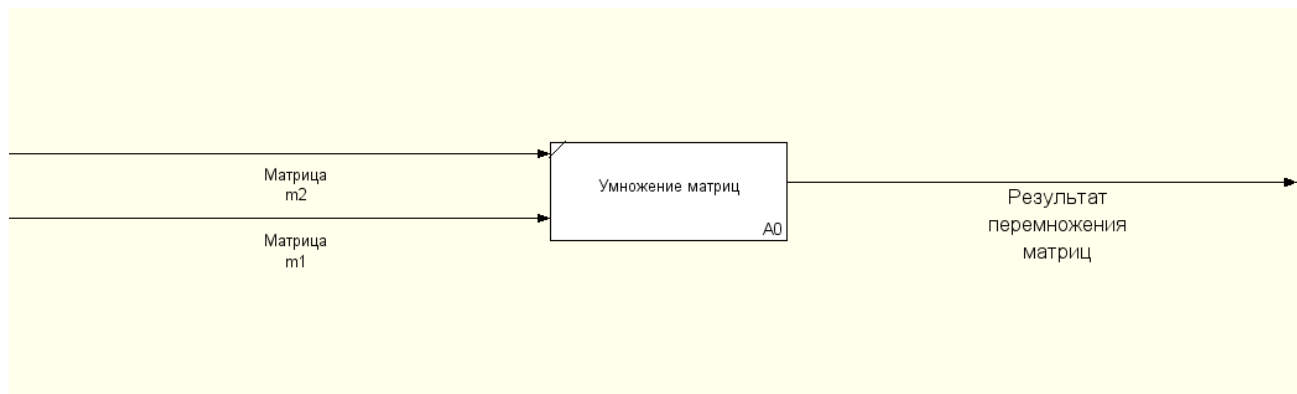 Матрица
m2
Матрица
m1
Умножение матриц
A0
Результат
перемножения
матриц